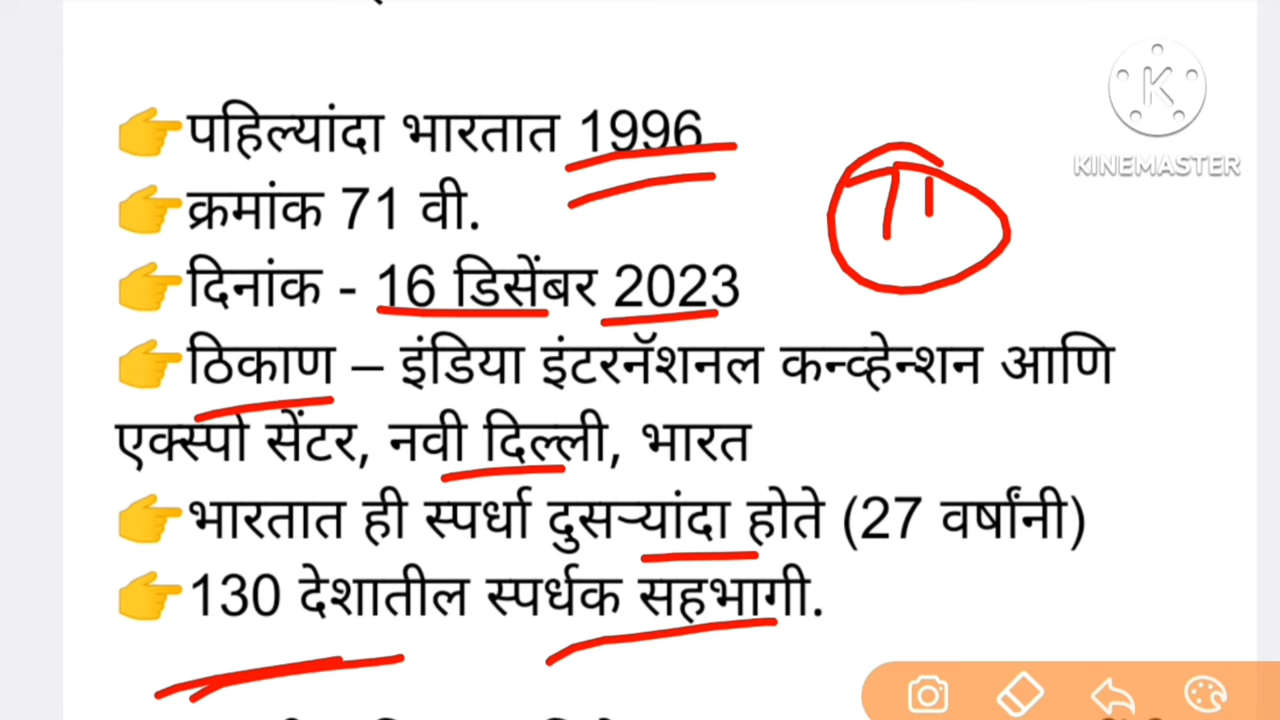 👉पहिल्यांदा भारतात 1996
KINEMASTER
👉क्रमांक 71 वी.
71
👉दिनांक - 16 डिसेंबर 2023
👉ठिकाण – इंडिया इंटरनॅशनल कन्व्हेन्शन आणि
एक्स्पो सेंटर, नवी दिल्ली, भारत
👉भारतात ही स्पर्धा दुसऱ्यांदा होते (27 वर्षांनी)
👉130 देशातील स्पर्धक सहभागी.